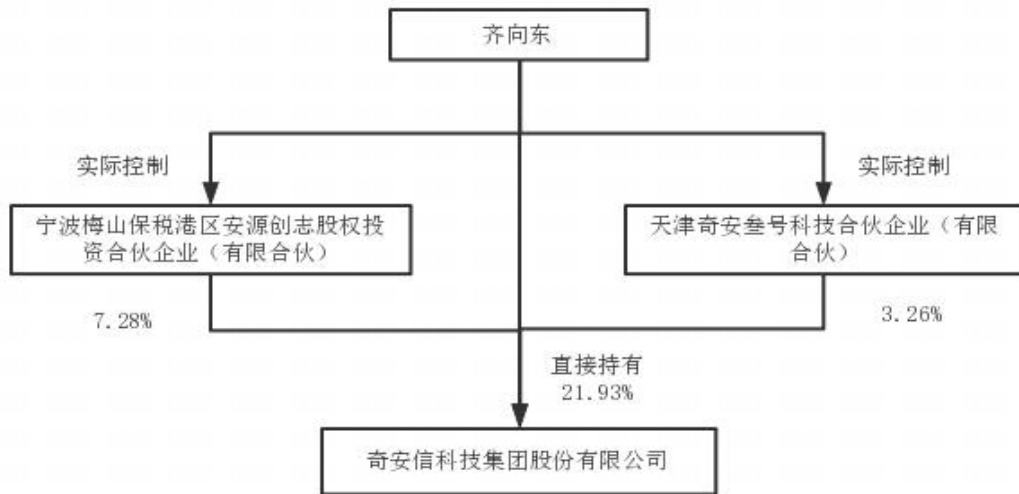 齐向东
实际控制
实际控制
宁波梅山保税港区安源创志股权投
资合伙企业（有限合伙）
天津奇安叁号科技合伙企业（有限
合伙）
7.28%
3.26%
直接持有
21.93%
奇安信科技集团股份有限公司